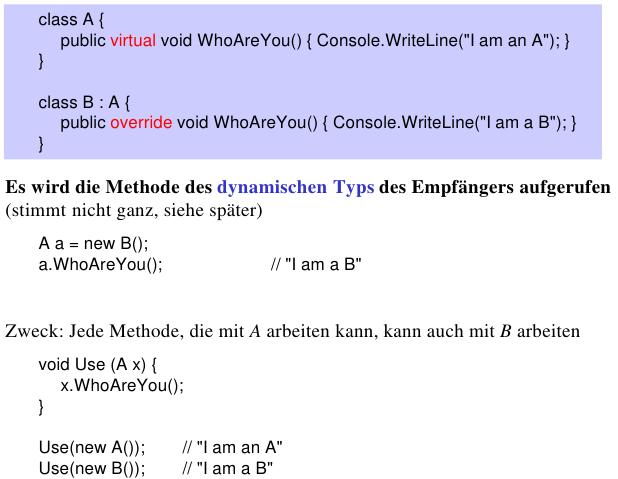 class A {
public virtual void WhoAreYou() { Console.WriteLine("I am an A"); }
}
class B : A {
public override void WhoAreYou() { Console.WriteLine("I am a B"); }
}
Es wird die Methode des dynamischen Typs des Empfängers aufgerufen
(stimmt nicht ganz, siehe später)
A a = new B();
a.WhoAreYou(); // "I am a B"
Zweck: Jede Methode, die mit A arbeiten kann, kann auch mit B arbeiten
void Use (A x) {
x.WhoAreYou();
}
Use(new A()); // "I am an A"
Use(new B()); // "I am a B"